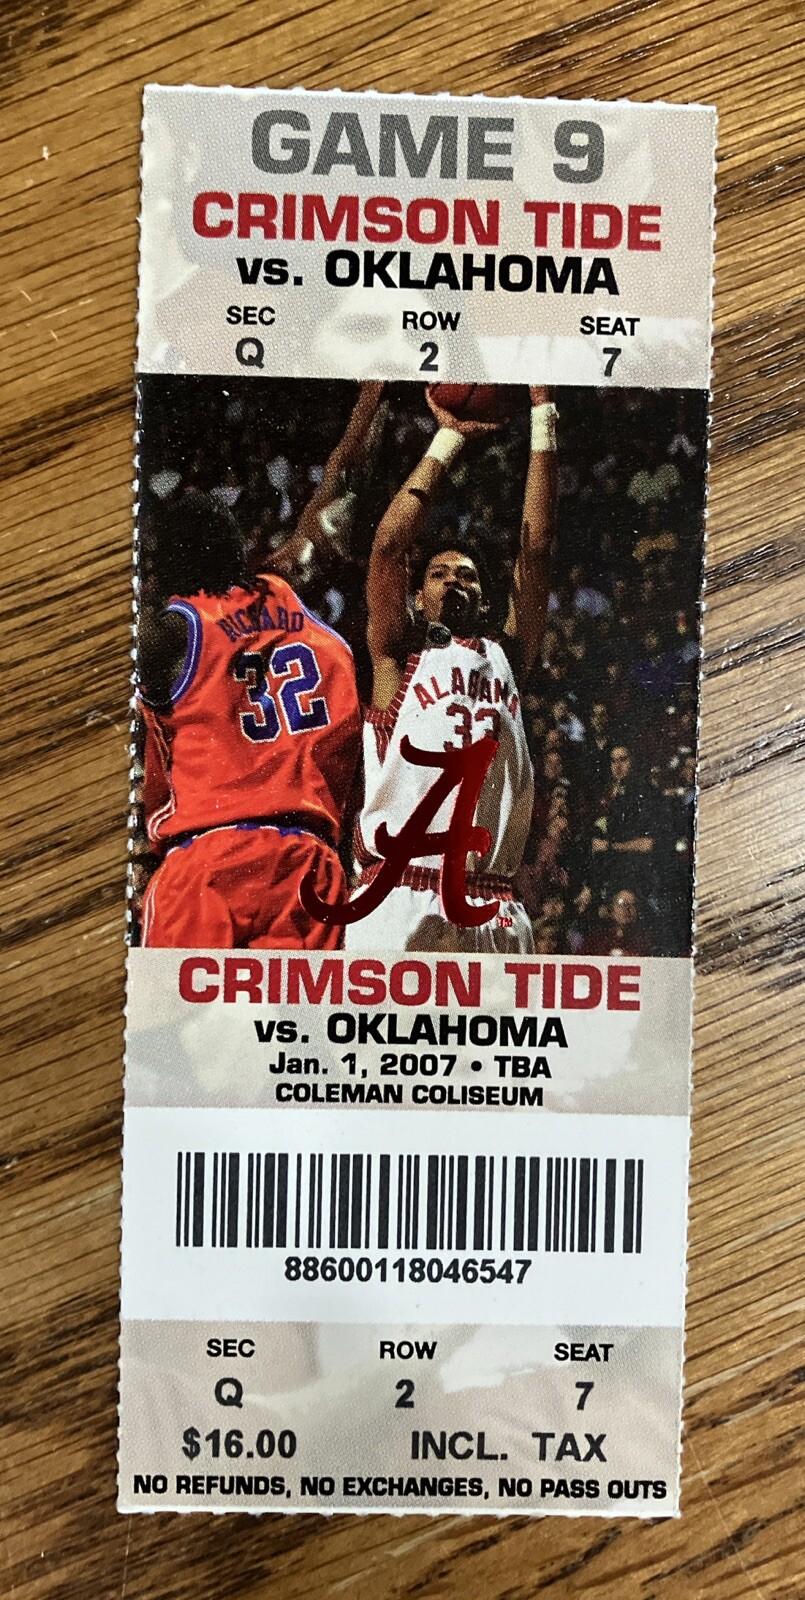 GAME 9
CRIMSON TIDE
vs. OKLAHOMA
SEC ROW SEAT
Q 2 7
32
ALABAMA
33
A
TM
CRIMSON TIDE
vs. OKLAHOMA
Jan. 1, 2007 • TBA
COLEMAN COLISEUM
88600118046547
SEC ROW SEAT
Q 2 7
$16.00 INCL. TAX
NO REFUNDS, NO EXCHANGES, NO PASS OUTS